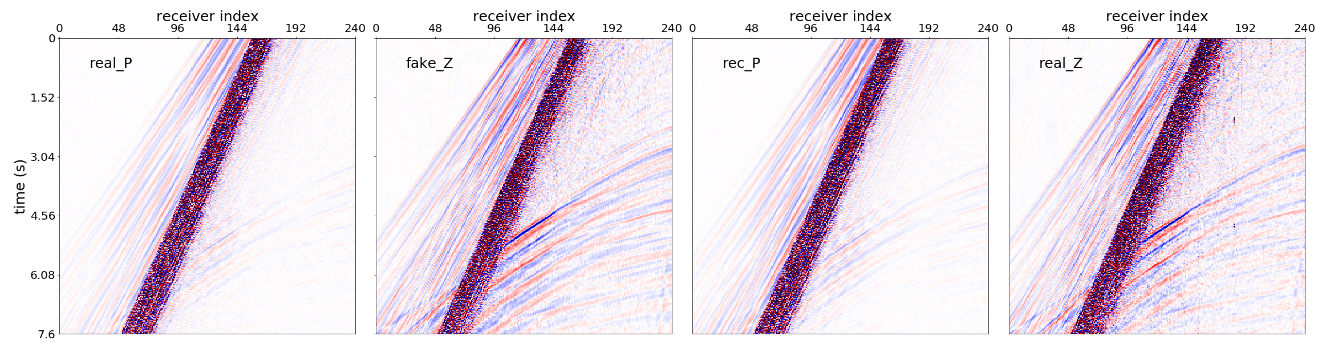 receiver index receiver index receiver index receiver index
0 48 96 144 192 240 0 48 96 144 192 240 0 48 96 144 192 240 0 48 96 144 192 240
0
real_P fake_Z rec_P real_Z
1.52
3.04
time (s)
4.56
6.08
7.6